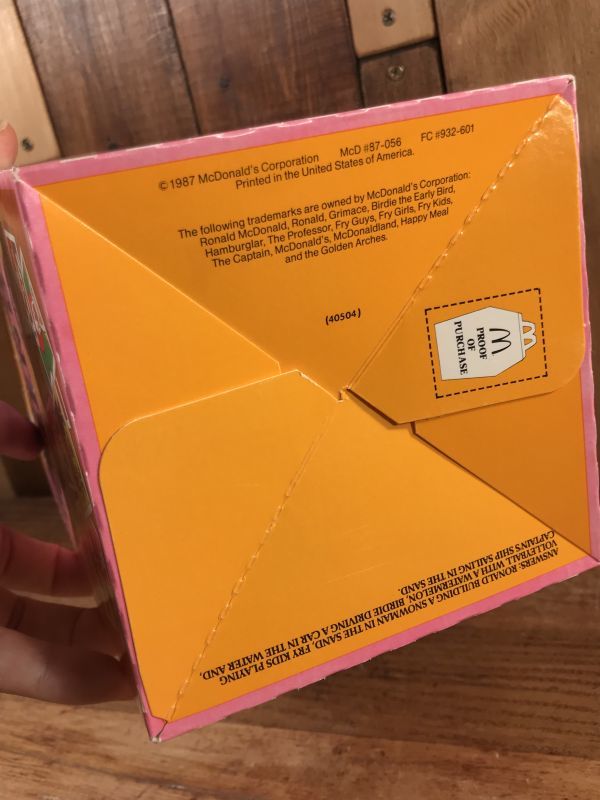 © 1987 McDonald's Corporation McD #87-056 FC #932-601
Printed in the United States of America.
The following trademarks are owned by McDonald's Corporation:
Ronald McDonald, Ronald, Grimace, Birdie the Early Bird,
Hamburglar, The Professor, Fry Guys, Fry Girls, Fry Kids,
The Captain, McDonald's, McDonaldland, Happy Meal
and the Golden Arches.
(40504)
PROOF
OF
PURCHASE
ANSWERS: RONALD BUILDING A SNOWMAN IN THE SAND, FRY KIDS PLAYING
VOLLEYBALL WITH A WATERMELON, BIRDIE DRIVING A CAR IN THE WATER AND,
CAPTAIN'S SHIP SAILING IN THE SAND.